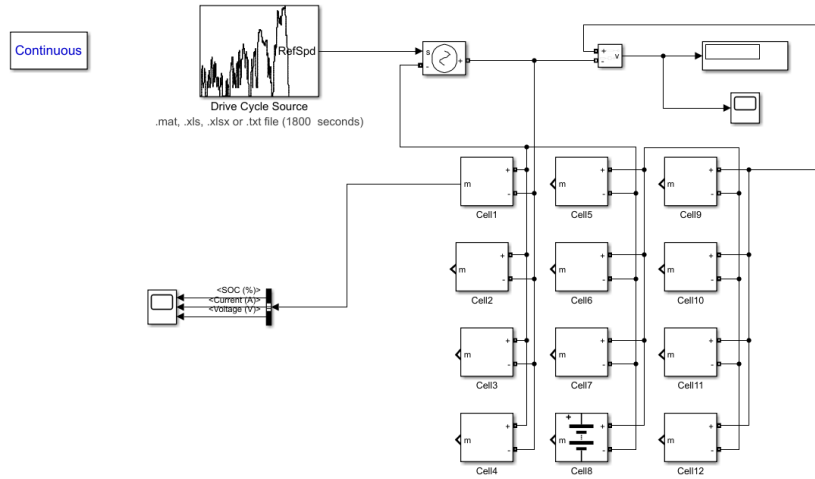 Continuous
RefSpd
Drive Cycle Source
.mat, .xls, .xlsx or .txt file (1800 seconds)
s
-
+
+
-
v
m
+
-
Cell1
m
+
-
Cell5
m
+
-
Cell9
m
+
-
Cell2
m
+
-
Cell6
m
+
-
Cell10
<SOC (%)>
<Current (A)>
<Voltage (V)>
m
+
-
Cell3
m
+
-
Cell7
m
+
-
Cell11
m
+
-
Cell4
+
m
+
-
Cell8
m
+
-
Cell12